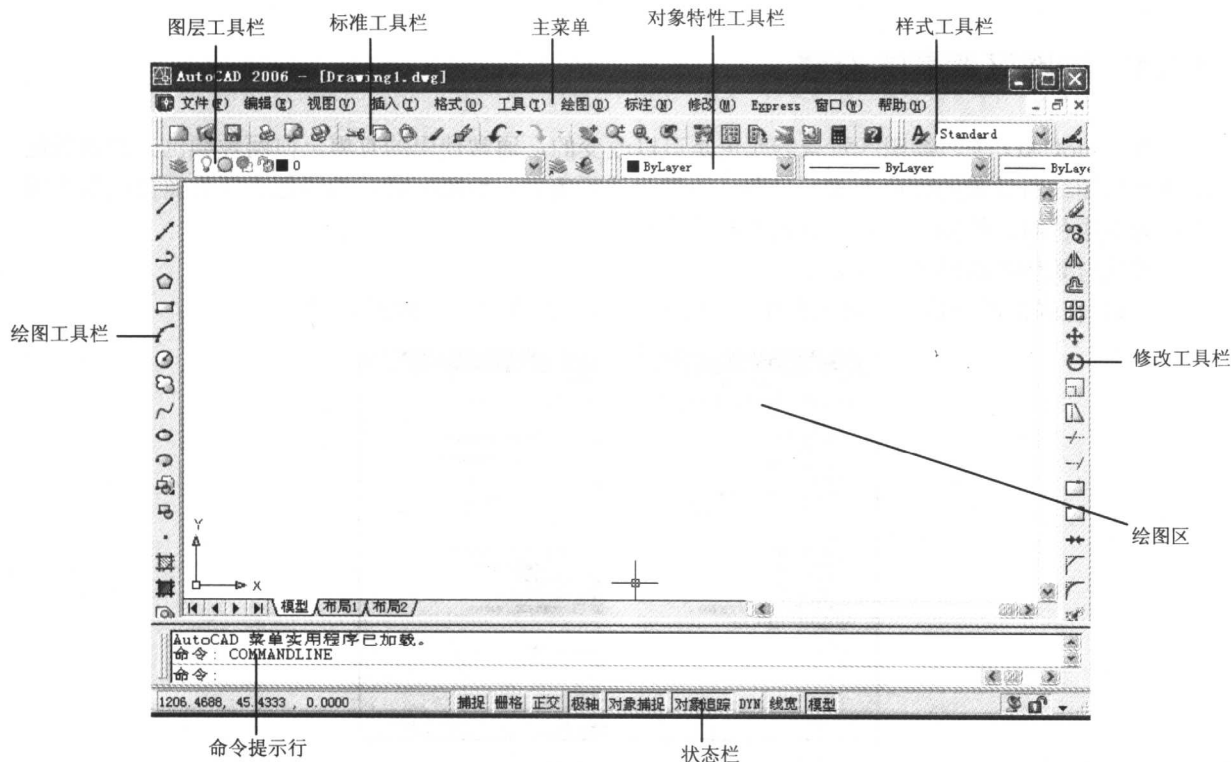 图层工具栏 标准工具栏 主菜单 对象特性工具栏 样式工具栏
AutoCAD 2006 - [Drawing1.dwg]
文件(F) 编辑(E) 视图(V) 插入(I) 格式(O) 工具(T) 绘图(D) 标注(N) 修改(M) Express 窗口(W) 帮助(H)
Standard
0 ByLayer ByLayer ByLaye
绘图工具栏
修改工具栏
绘图区
Y
X
模型 布局1 布局2
AutoCAD 菜单实用程序已加载。
命令: COMMANDLINE
命令:
1206.4688, 45.4333 , 0.0000 捕捉 栅格 正交 极轴 对象捕捉 对象追踪 DYN 线宽 模型
命令提示行 状态栏